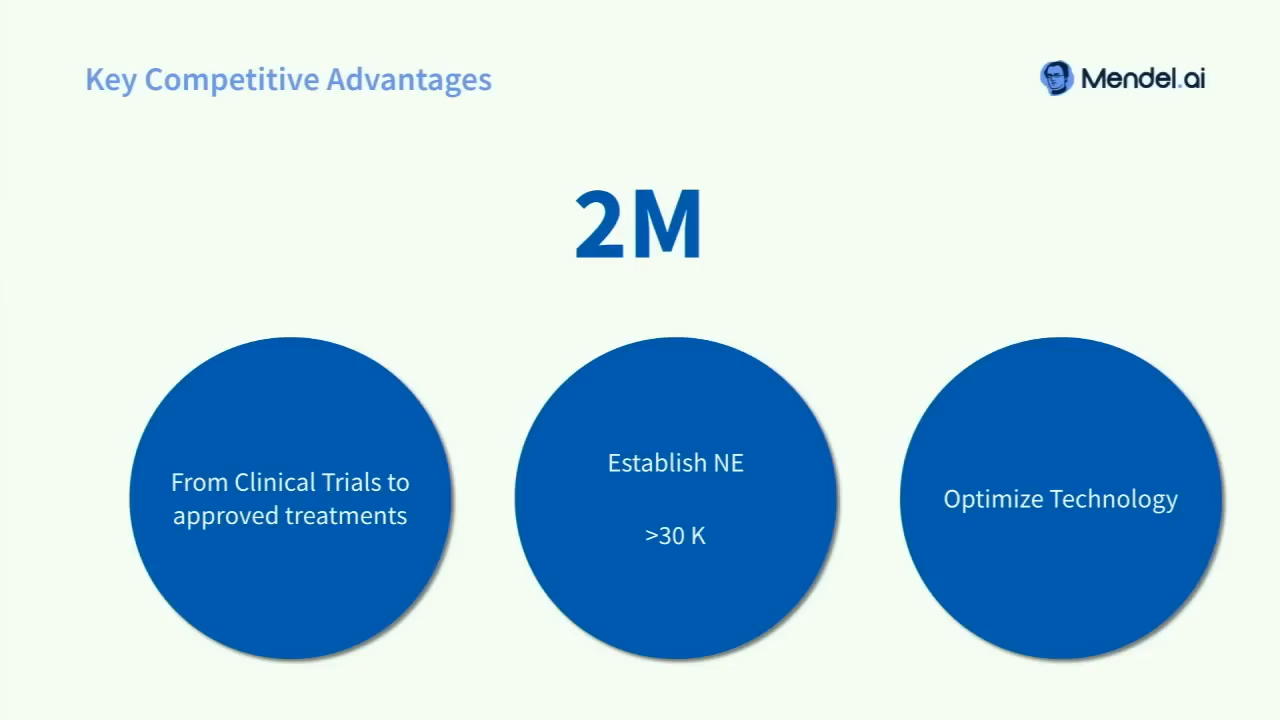 Key Competitive Advantages
Mendel.ai
2M
From Clinical Trials to
approved treatments
Establish NE
>30 K
Optimize Technology